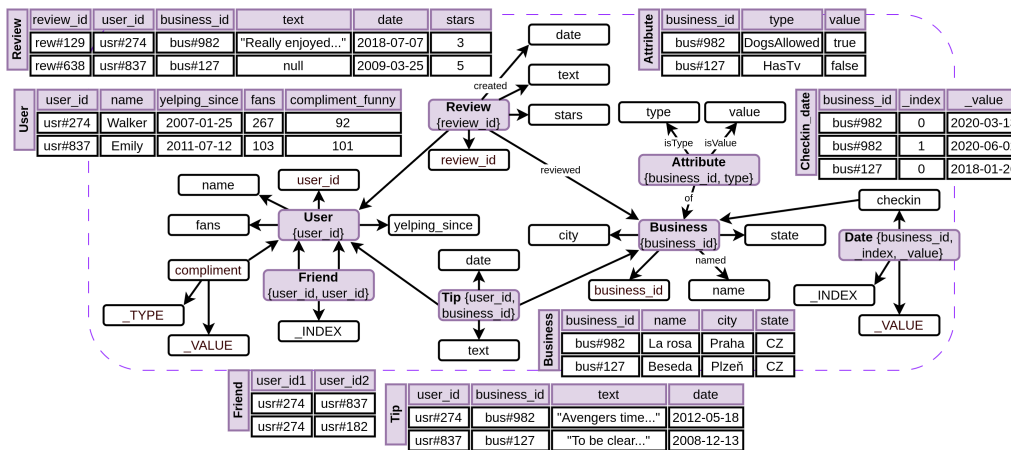 Review
review_id user_id business_id text date stars
rew#129 usr#274 bus#982 "Really enjoyed..." 2018-07-07 3
rew#638 usr#837 bus#127 null 2009-03-25 5
Attribute
business_id type value
bus#982 DogsAllowed true
bus#127 HasTv false
User
user_id name yelping_since fans compliment_funny
usr#274 Walker 2007-01-25 267 92
usr#837 Emily 2011-07-12 103 101
Checkin_date
business_id _index _value
bus#982 0
bus#982 1
bus#127 0
date
text
created
Review
{review_id}
stars
review_id
reviewed
type
value
isType
isValue
Attribute
{business_id, type}
of
name
user_id
fans
User
{user_id}
yelping_since
compliment
_TYPE
_VALUE
Friend
{user_id, user_id}
_INDEX
date
Tip {user_id,
business_id}
text
city
Business
{business_id}
state
named
business_id
name
checkin
Date {business_id,
_index, _value}
_INDEX
_VALUE
Business
business_id name city state
bus#982 La rosa Praha CZ
bus#127 Beseda Plzeň CZ
Friend
user_id1 user_id2
usr#274 usr#837
usr#274 usr#182
Tip
user_id business_id text date
usr#274 bus#982 "Avengers time..." 2012-05-18
usr#837 bus#127 "To be clear..." 2008-12-13